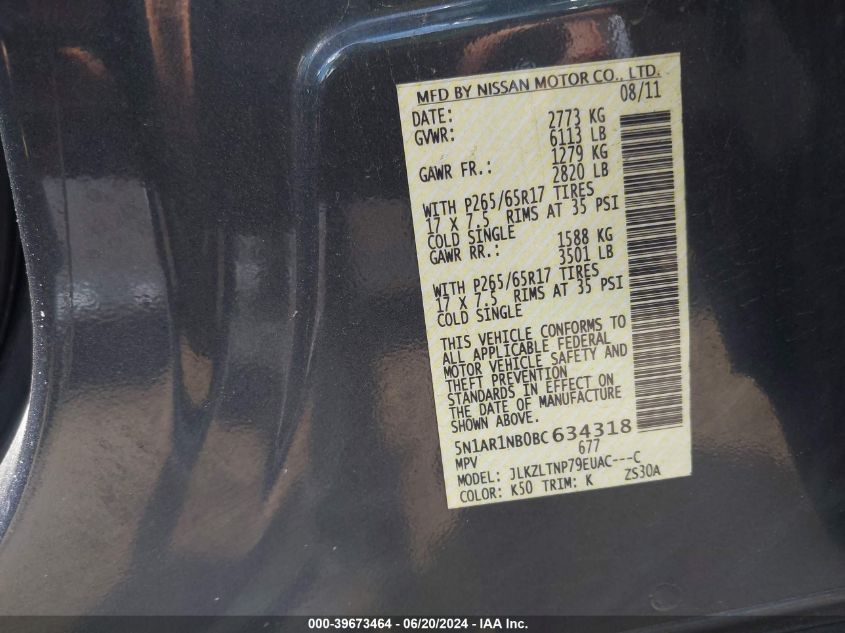 MFD BY NISSAN MOTOR CO., LTD.
DATE: 08/11
GVWR: 2773 KG
6113 LB
GAWR FR.: 1279 KG
2820 LB
WITH P265/65R17 TIRES
17 X 7.5 RIMS AT 35 PSI
COLD SINGLE
GAWR RR.: 1588 KG
3501 LB
WITH P265/65R17 TIRES
17 X 7.5 RIMS AT 35 PSI
COLD SINGLE
THIS VEHICLE CONFORMS TO
ALL APPLICABLE FEDERAL
MOTOR VEHICLE SAFETY AND
THEFT PREVENTION
STANDARDS IN EFFECT ON
THE DATE OF MANUFACTURE
SHOWN ABOVE.
5N1AR1NB0BC634318
MPV 677
MODEL: JLKZLTNP79EUAC---C
COLOR: K50 TRIM: K ZS30A
000-39673464 - 06/20/2024 - IAA Inc.